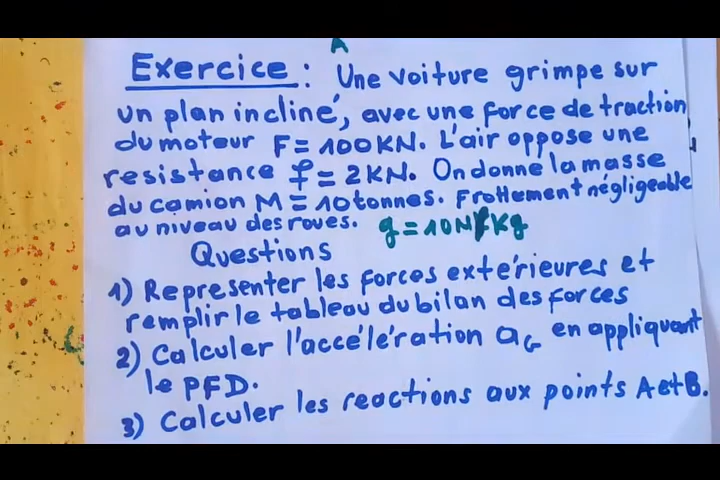 A
Exercice : Une voiture grimpe sur
un plan incliné, avec une force de traction
du moteur F = 100KN. L'air oppose une
resistance f = 2KN. On donne la masse
du camion M = 10 tonnes. Frottement négligeable
au niveau des roues. g = 10N/Kg
Questions
1) Representer les forces extérieures et
remplir le tableau du bilan des forces
2) Calculer l'accélération aG en appliquant
le PFD.
3) Calculer les reactions aux points A et B.